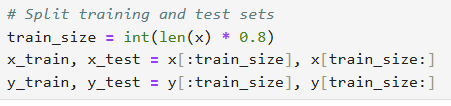 # Split training and test sets
train_size = int(len(x) * 0.8)
x_train, x_test = x[:train_size], x[train_size:]
y_train, y_test = y[:train_size], y[train_size:]